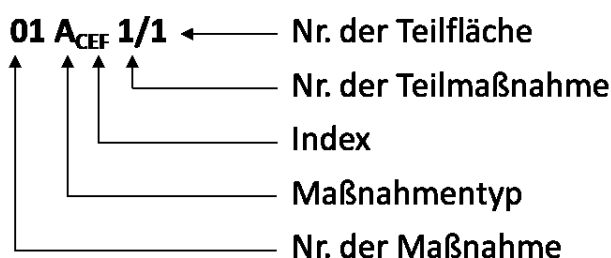 01 ACEF 1/1 Nr. der Teilfläche
Nr. der Teilmaßnahme
Index
Maßnahmentyp
Nr. der Maßnahme